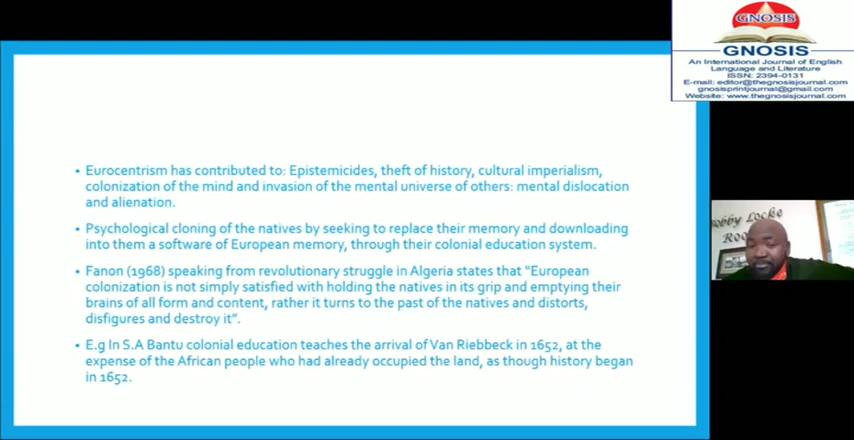 GNOSIS
GNOSIS
An International Journal of English
Language and Literature
ISSN: 2394-0131
E-mail: editor@thegnosisjournal.com
gnosisprintjournal@gmail.com
Website: www.thegnosisjournal.com
• Eurocentrism has contributed to: Epistemicides, theft of history, cultural imperialism,
colonization of the mind and invasion of the mental universe of others: mental dislocation
and alienation.
• Psychological cloning of the natives by seeking to replace their memory and downloading
into them a software of European memory, through their colonial education system.
• Fanon (1968) speaking from revolutionary struggle in Algeria states that “European
colonization is not simply satisfied with holding the natives in its grip and emptying their
brains of all form and content, rather it turns to the past of the natives and distorts,
disfigures and destroy it”.
• E.g In S.A Bantu colonial education teaches the arrival of Van Riebbeck in 1652, at the
expense of the African people who had already occupied the land, as though history began
in 1652.
Locke